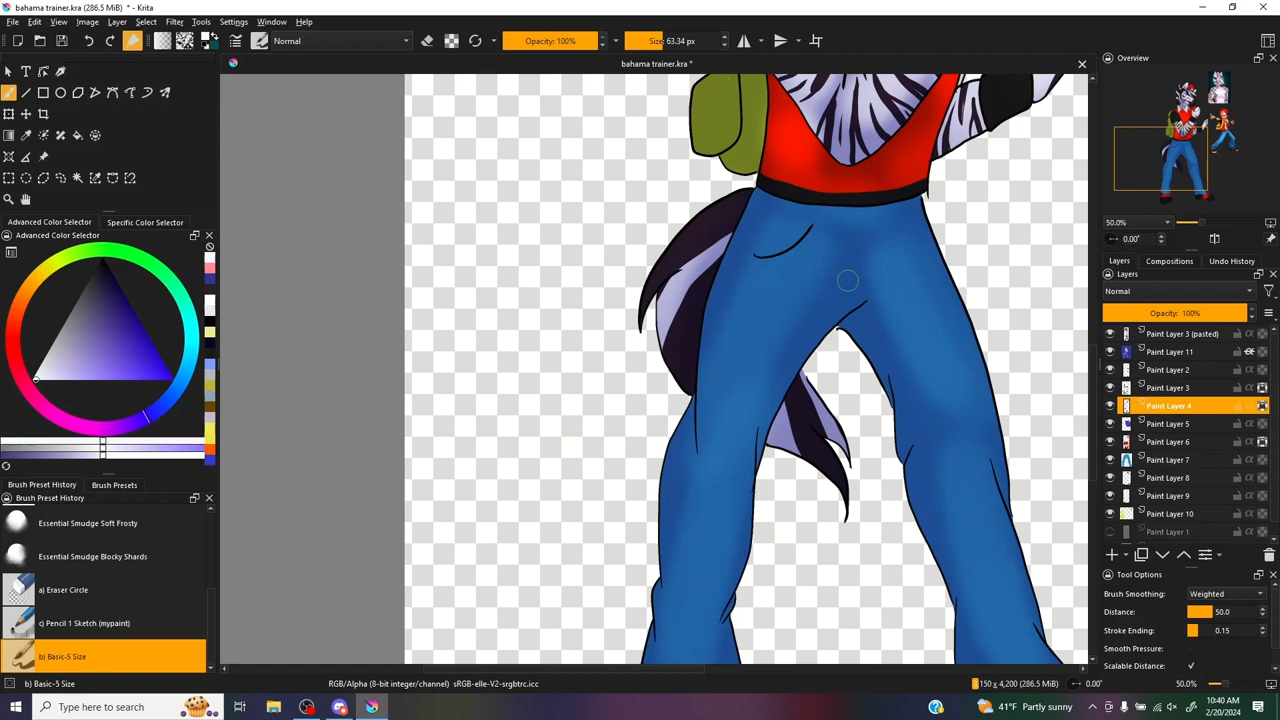 bahama trainer.kra (286.5 MiB) * - Krita
File Edit View Image Layer Select Filter Tools Settings Window Help
Normal Opacity: 100% Size: 63.34 px
bahama trainer.kra *
Overview
Advanced Color Selector Specific Color Selector
Advanced Color Selector
50.0%
0.00°
Layers Compositions Undo History
Layers
Normal
Opacity: 100%
Paint Layer 3 (pasted)
Paint Layer 11
Paint Layer 2
Paint Layer 3
Paint Layer 4
Paint Layer 5
Paint Layer 6
Paint Layer 7
Paint Layer 8
Paint Layer 9
Paint Layer 10
Paint Layer 1
Brush Preset History Brush Presets
Brush Preset History
Essential Smudge Soft Frosty
Essential Smudge Blocky Shards
a) Eraser Circle
c) Pencil 1 Sketch (mypaint)
b) Basic-5 Size
Tool Options
Brush Smoothing: Weighted
Distance: 50.0
Stroke Ending: 0.15
Smooth Pressure:
Scalable Distance:
b) Basic-5 Size RGB/Alpha (8-bit integer/channel) sRGB-elle-V2-srgbtrc.icc 150 x 4,200 (286.5 MiB) 0.00° 50.0%
Type here to search 41°F Partly sunny 10:40 AM
2/20/2024